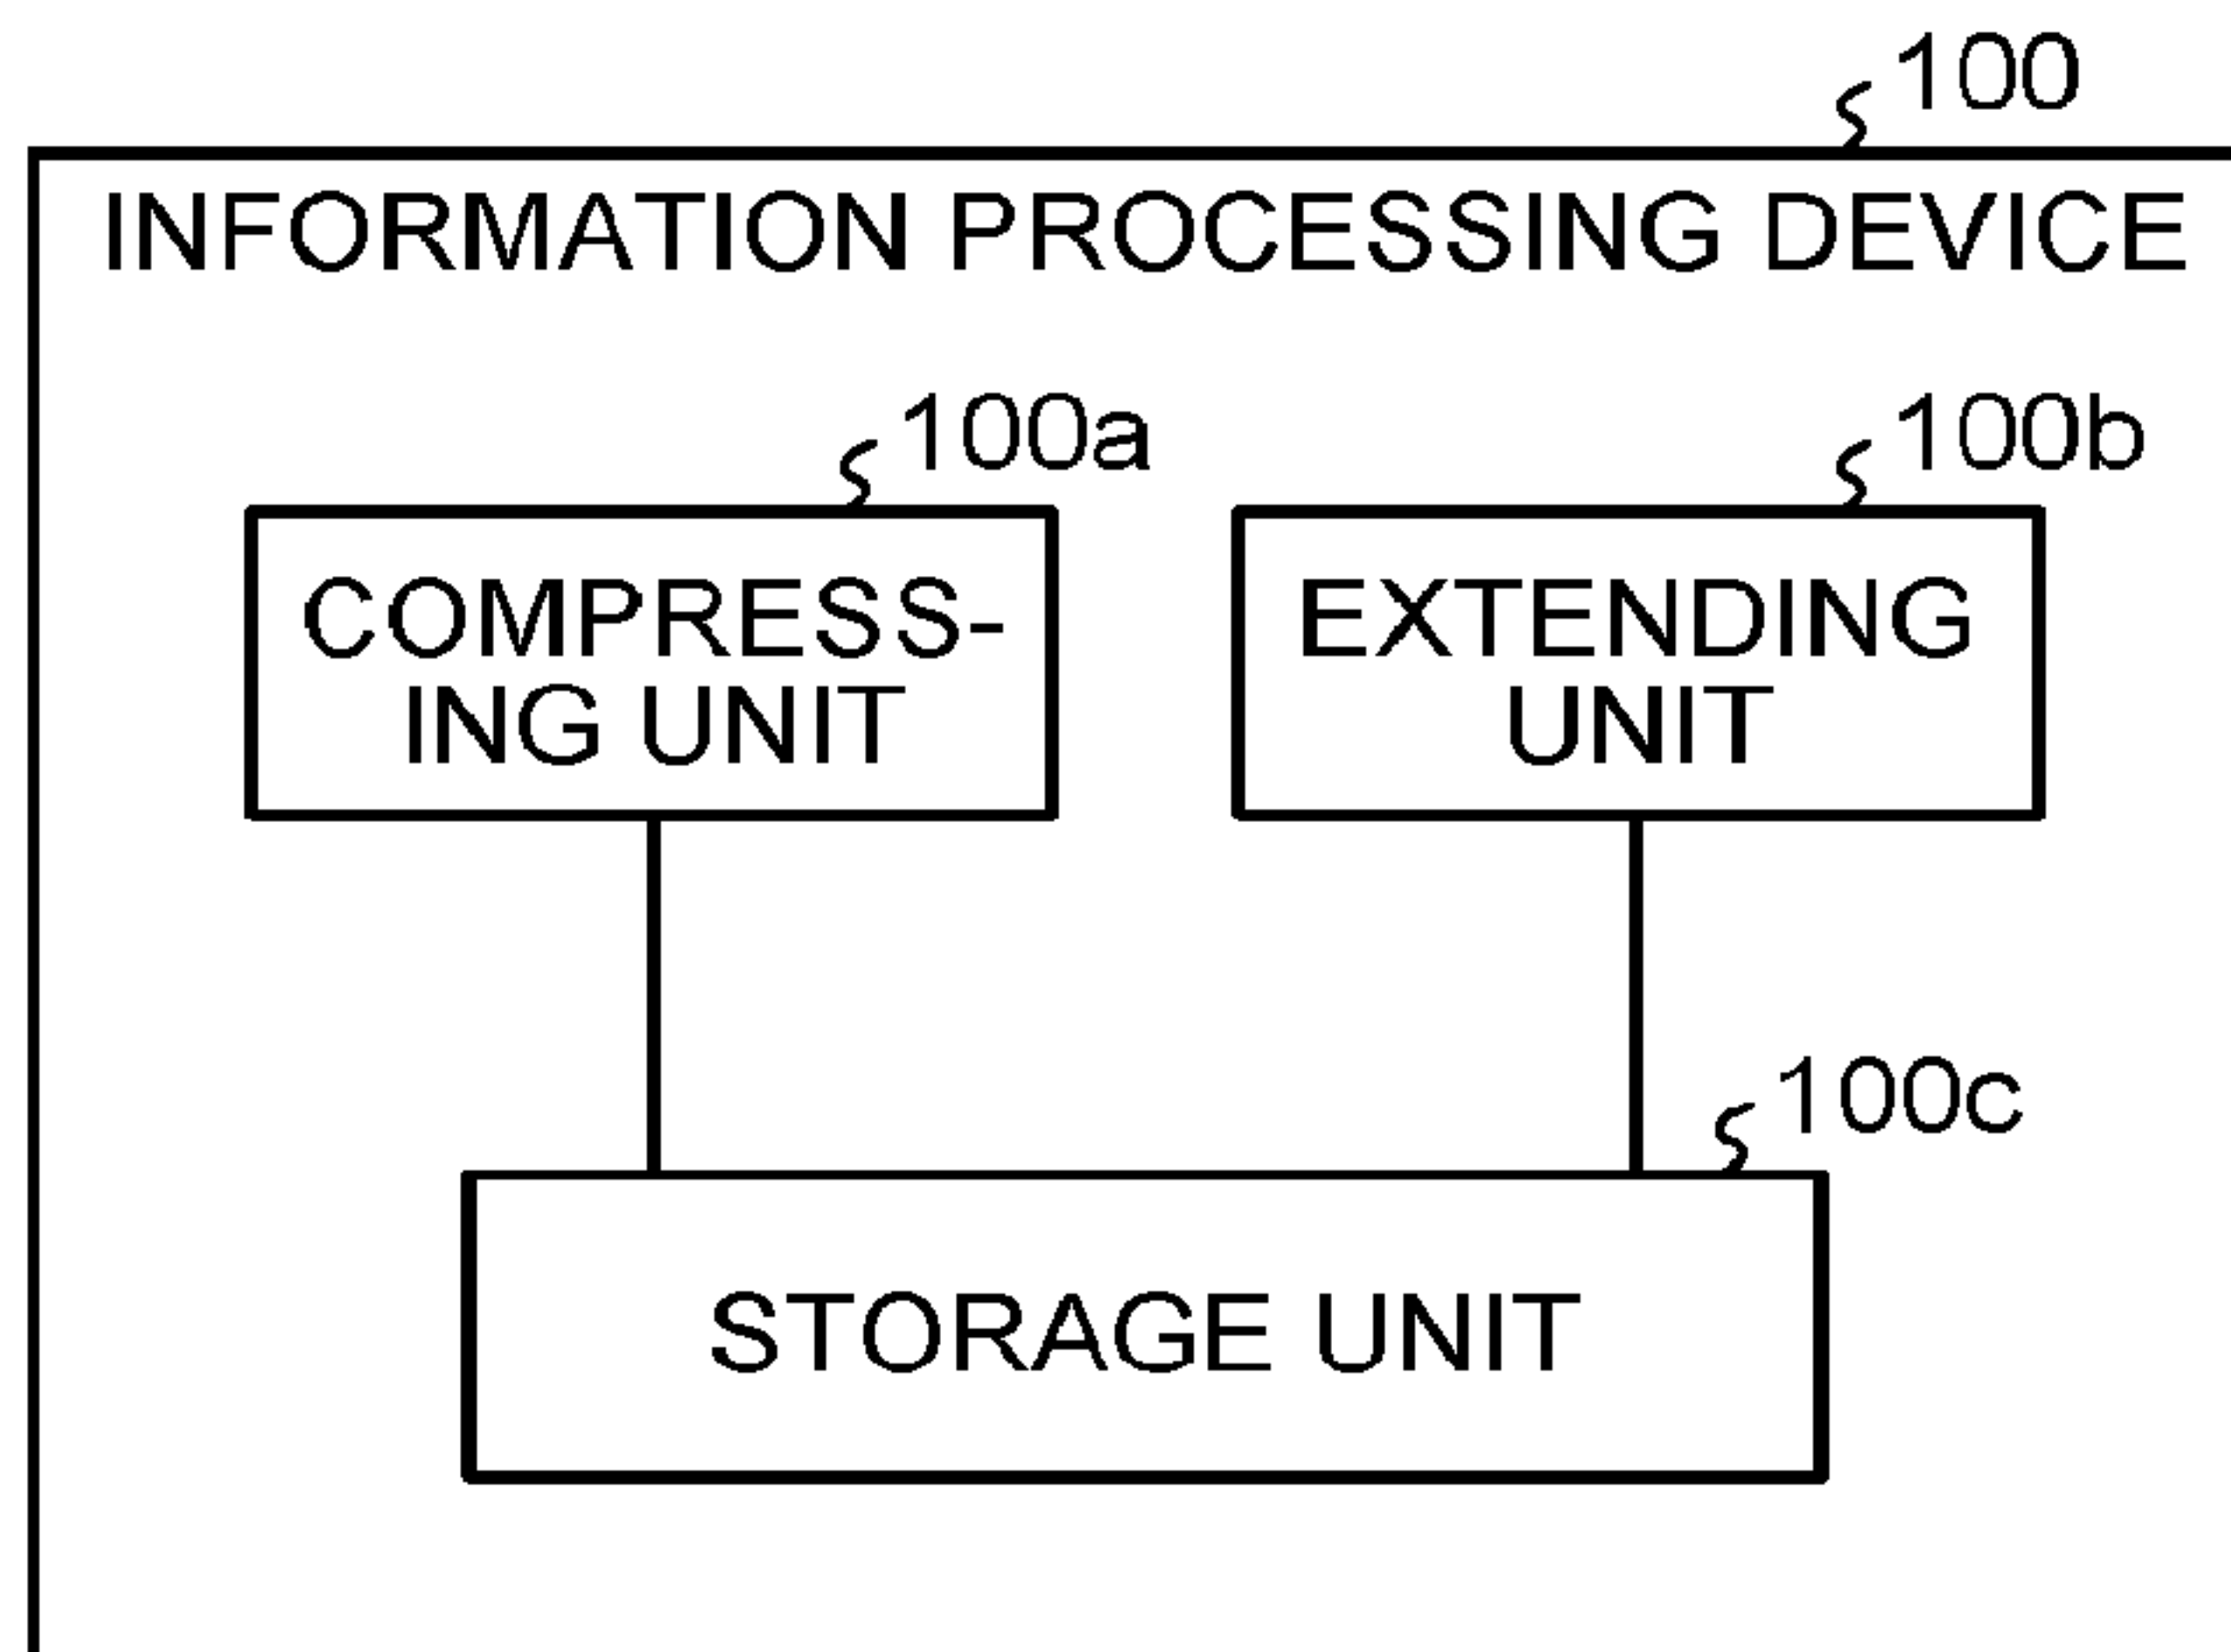 100
INFORMATION PROCESSING DEVICE
100a
100b
COMPRESS-
ING UNIT
EXTENDING
UNIT
100c
STORAGE UNIT